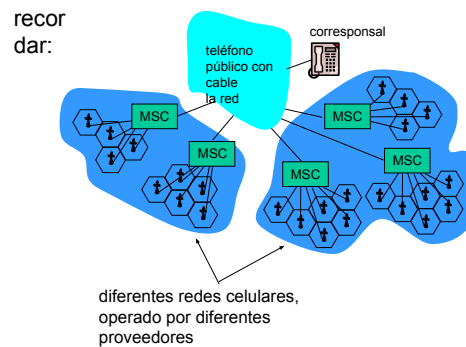 recor
dar:
teléfono
público con
cable
la red
corresponsal
MSC
MSC
MSC
MSC
MSC
diferentes redes celulares,
operado por diferentes
proveedores